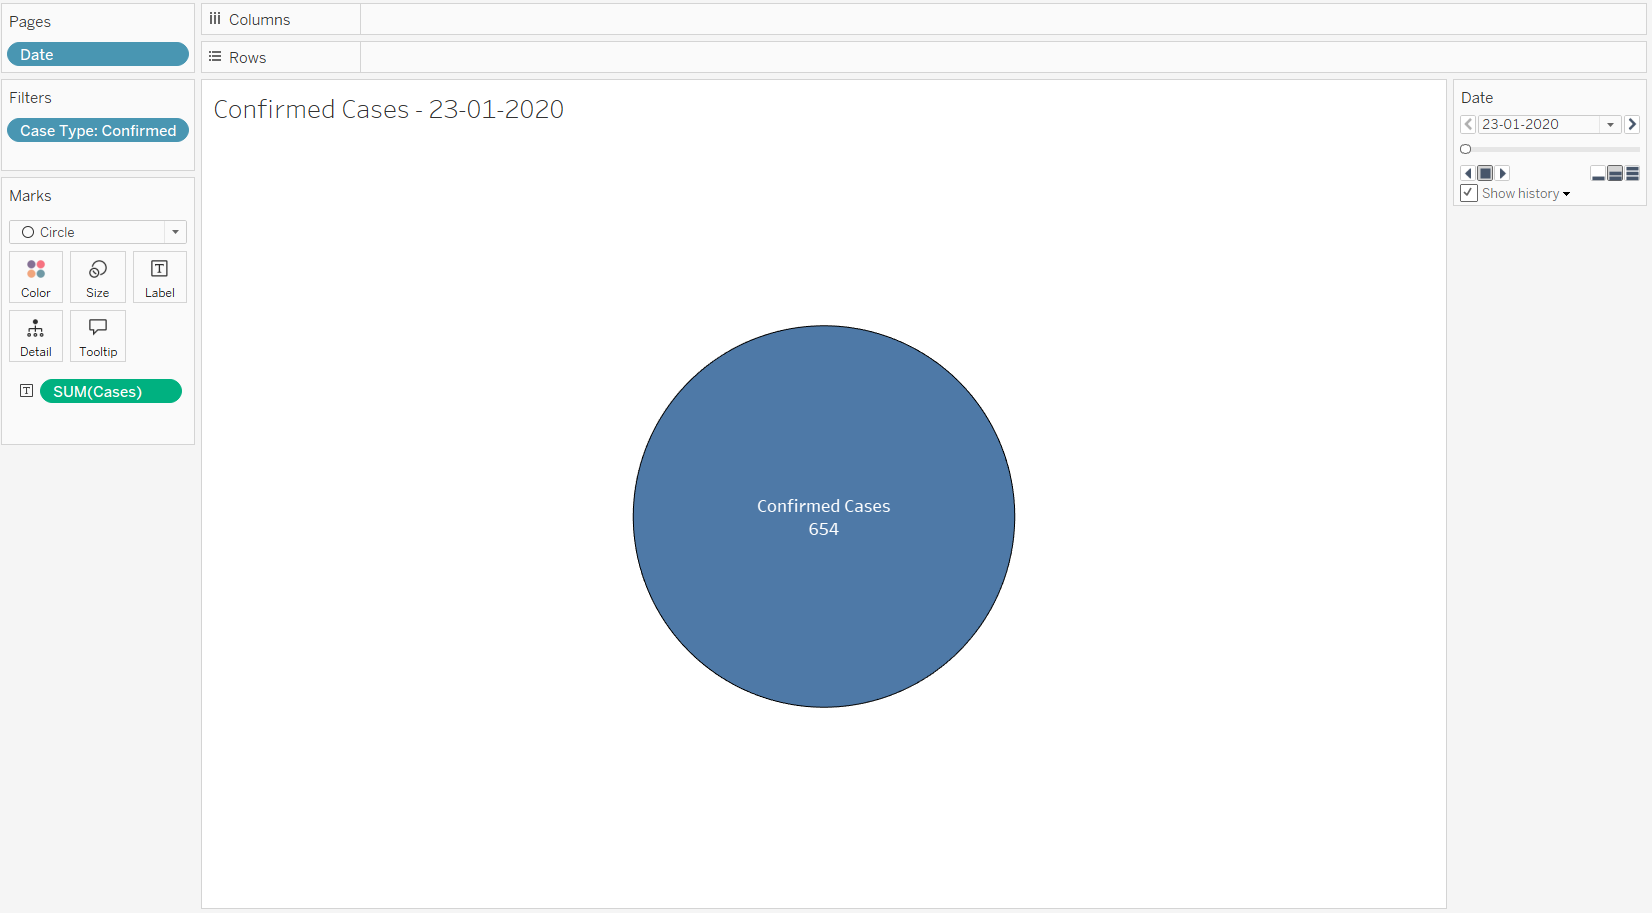 Pages
Date
Filters
Case Type: Confirmed
Marks
Circle
Color
Size
Label
Detail
Tooltip
SUM(Cases)
Columns
Rows
Confirmed Cases - 23-01-2020
Confirmed Cases
654
Date
23-01-2020
Show history